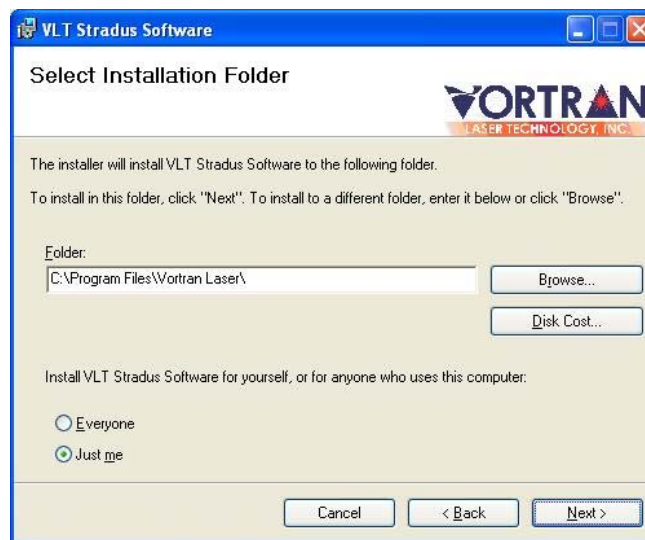 VLT Stradus Software
Select Installation Folder
VORTRAN
LASER TECHNOLOGY, INC.
The installer will install VLT Stradus Software to the following folder.
To install in this folder, click "Next". To install to a different folder, enter it below or click "Browse".
Folder:
C:\Program Files\Vortran Laser\
Browse...
Disk Cost...
Install VLT Stradus Software for yourself, or for anyone who uses this computer:
Everyone
Just me
Cancel
< Back
Next >